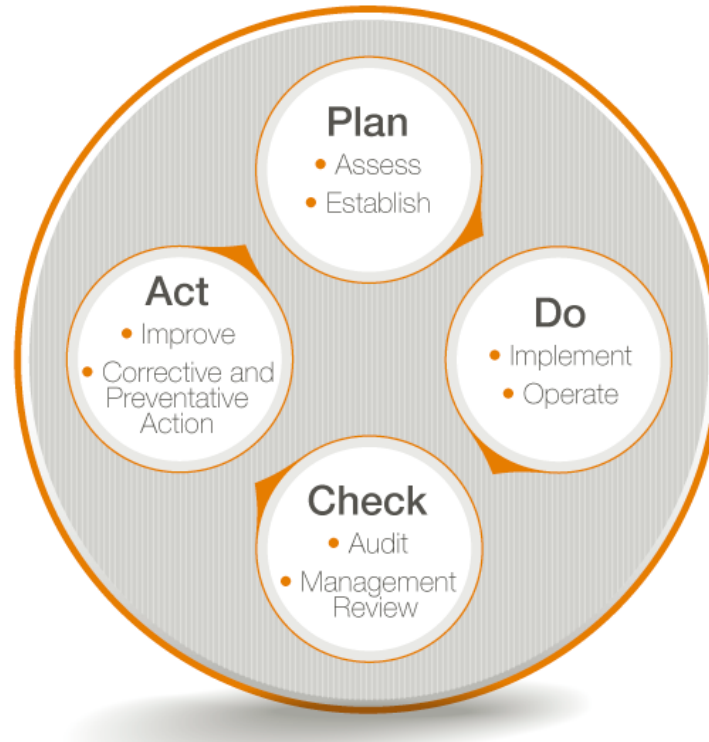 Plan
• Assess
• Establish
Do
• Implement
• Operate
Check
• Audit
• Management
Review
Act
• Improve
• Corrective and
Preventative
Action